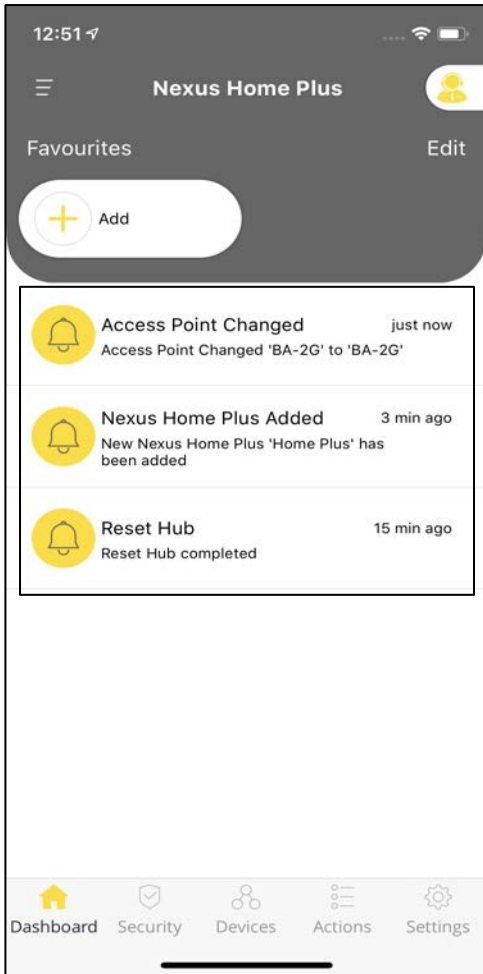 12:51
Nexus Home Plus
Favourites Edit
Add
Access Point Changed just now
Access Point Changed 'BA-2G' to 'BA-2G'
Nexus Home Plus Added 3 min ago
New Nexus Home Plus 'Home Plus' has
been added
Reset Hub 15 min ago
Reset Hub completed
Dashboard Security Devices Actions Settings